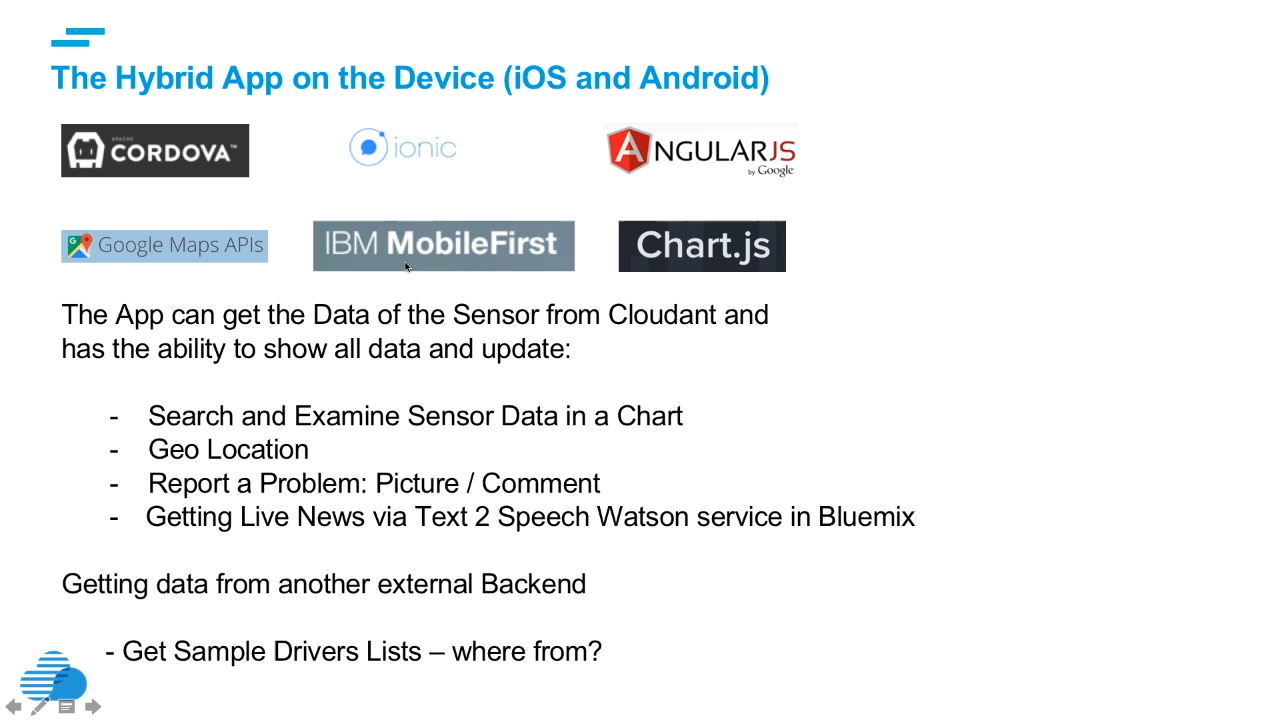 The Hybrid App on the Device (iOS and Android)
APACHE
CORDOVA™
ionic
ANGULARJS
by Google
Google Maps APIs
IBM MobileFirst
Chart.js
The App can get the Data of the Sensor from Cloudant and
has the ability to show all data and update:
- Search and Examine Sensor Data in a Chart
- Geo Location
- Report a Problem: Picture / Comment
- Getting Live News via Text 2 Speech Watson service in Bluemix
Getting data from another external Backend
- Get Sample Drivers Lists – where from?